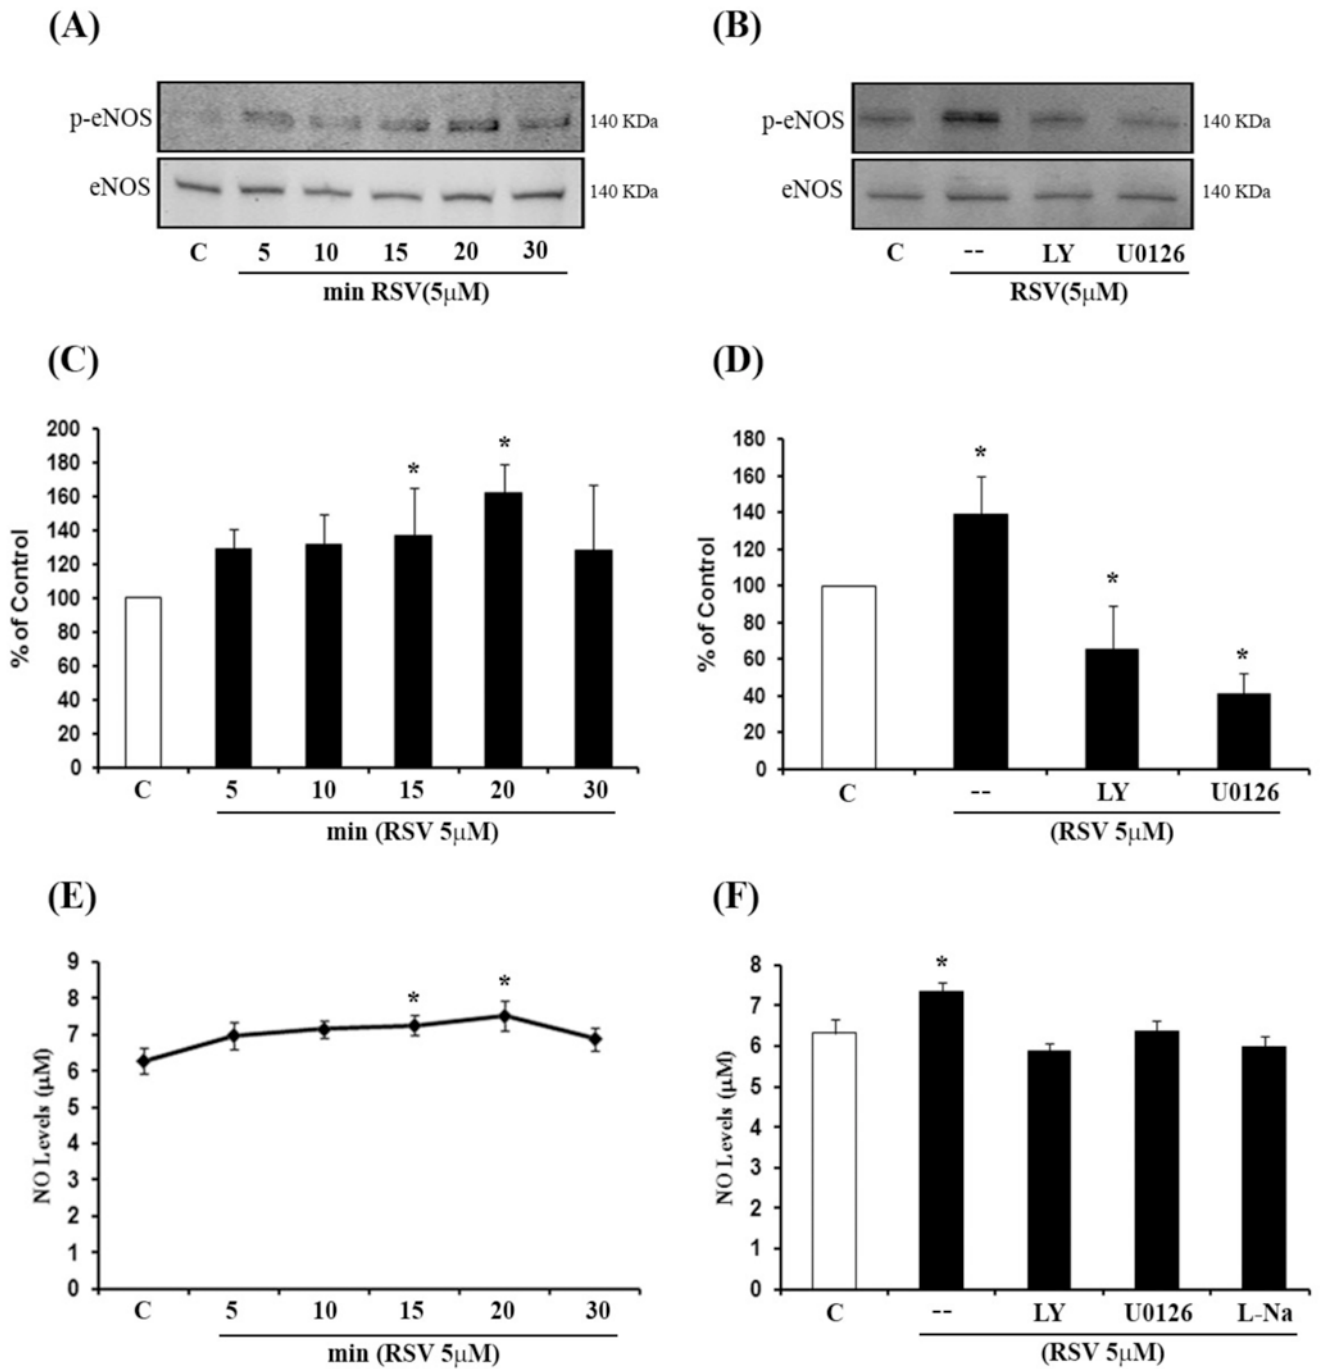 (A)
p-eNOS
140 KDa
eNOS
140 KDa
C 5 10 15 20 30
min RSV(5μM)
(B)
p-eNOS
140 KDa
eNOS
140 KDa
C -- LY U0126
RSV(5μM)
(C)
% of Control
200
180
160
140
120
100
80
60
40
20
0
* *
C 5 10 15 20 30
min (RSV 5μM)
(D)
% of Control
180
160
140
120
100
80
60
40
20
0
* * *
C -- LY U0126
(RSV 5μM)
(E)
NO Levels (μM)
9
8
7
6
5
4
3
2
1
0
* *
C 5 10 15 20 30
min (RSV 5μM)
(F)
NO Levels (μM)
8
7
6
5
4
3
2
1
0
*
C -- LY U0126 L-Na
(RSV 5μM)